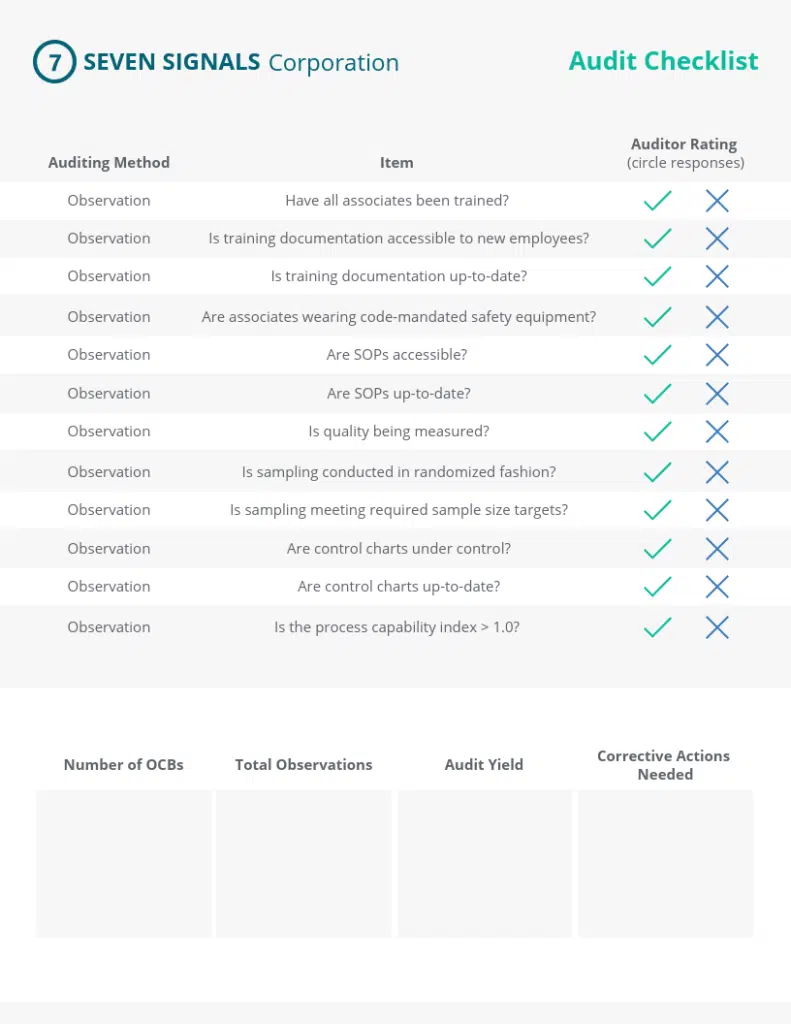 7 SEVEN SIGNALS Corporation
Audit Checklist
Auditor Rating
Auditing Method Item (circle responses)
Observation Have all associates been trained?
Observation Is training documentation accessible to new employees?
Observation Is training documentation up-to-date?
Observation Are associates wearing code-mandated safety equipment?
Observation Are SOPs accessible?
Observation Are SOPs up-to-date?
Observation Is quality being measured?
Observation Is sampling conducted in randomized fashion?
Observation Is sampling meeting required sample size targets?
Observation Are control charts under control?
Observation Are control charts up-to-date?
Observation Is the process capability index > 1.0?
Number of OCBs Total Observations Audit Yield Corrective Actions
Needed